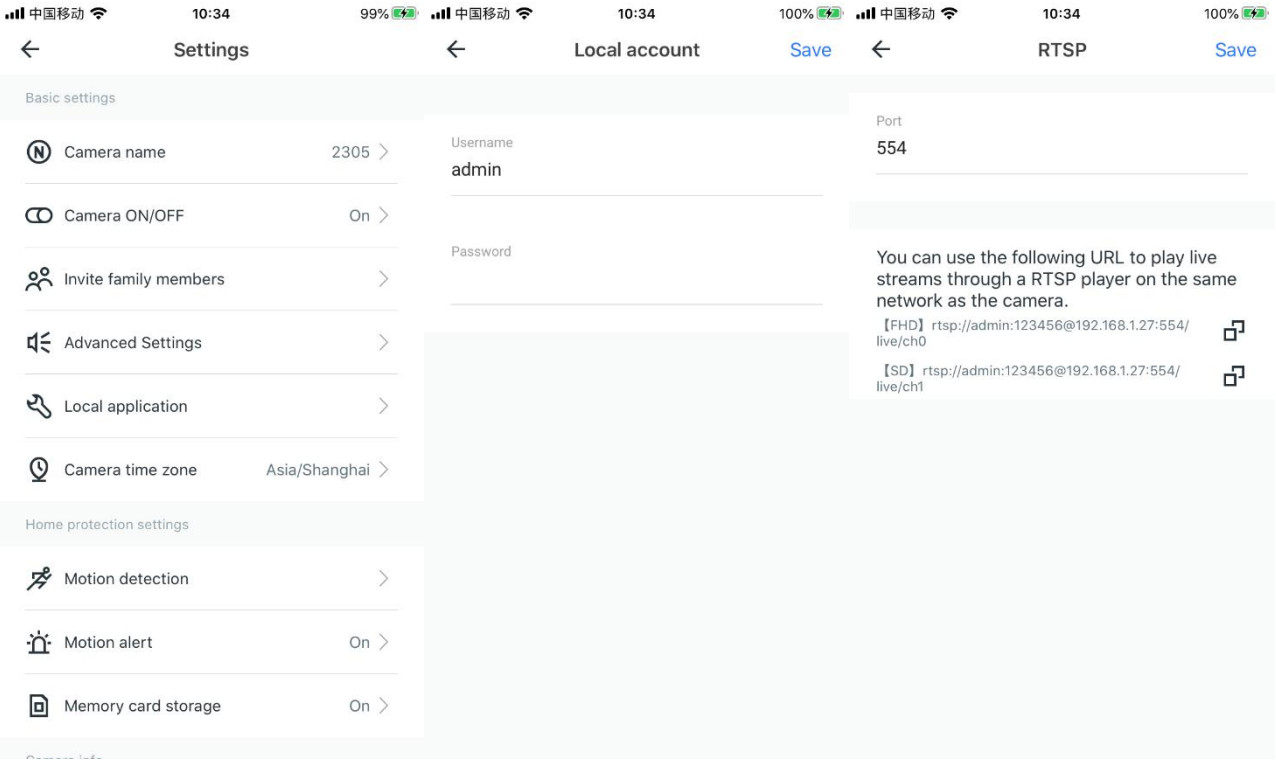 中国移动 10:34 99%
Settings
Basic settings
Camera name 2305
Camera ON/OFF On
Invite family members
Advanced Settings
Local application
Camera time zone Asia/Shanghai
Home protection settings
Motion detection
Motion alert On
Memory card storage On
Camera info
中国移动 10:34 100%
Local account Save
Username
admin
Password
中国移动 10:34 100%
RTSP Save
Port
554
You can use the following URL to play live
streams through a RTSP player on the same
network as the camera.
【FHD】rtsp://admin:123456@192.168.1.27:554/
live/ch0
【SD】rtsp://admin:123456@192.168.1.27:554/
live/ch1